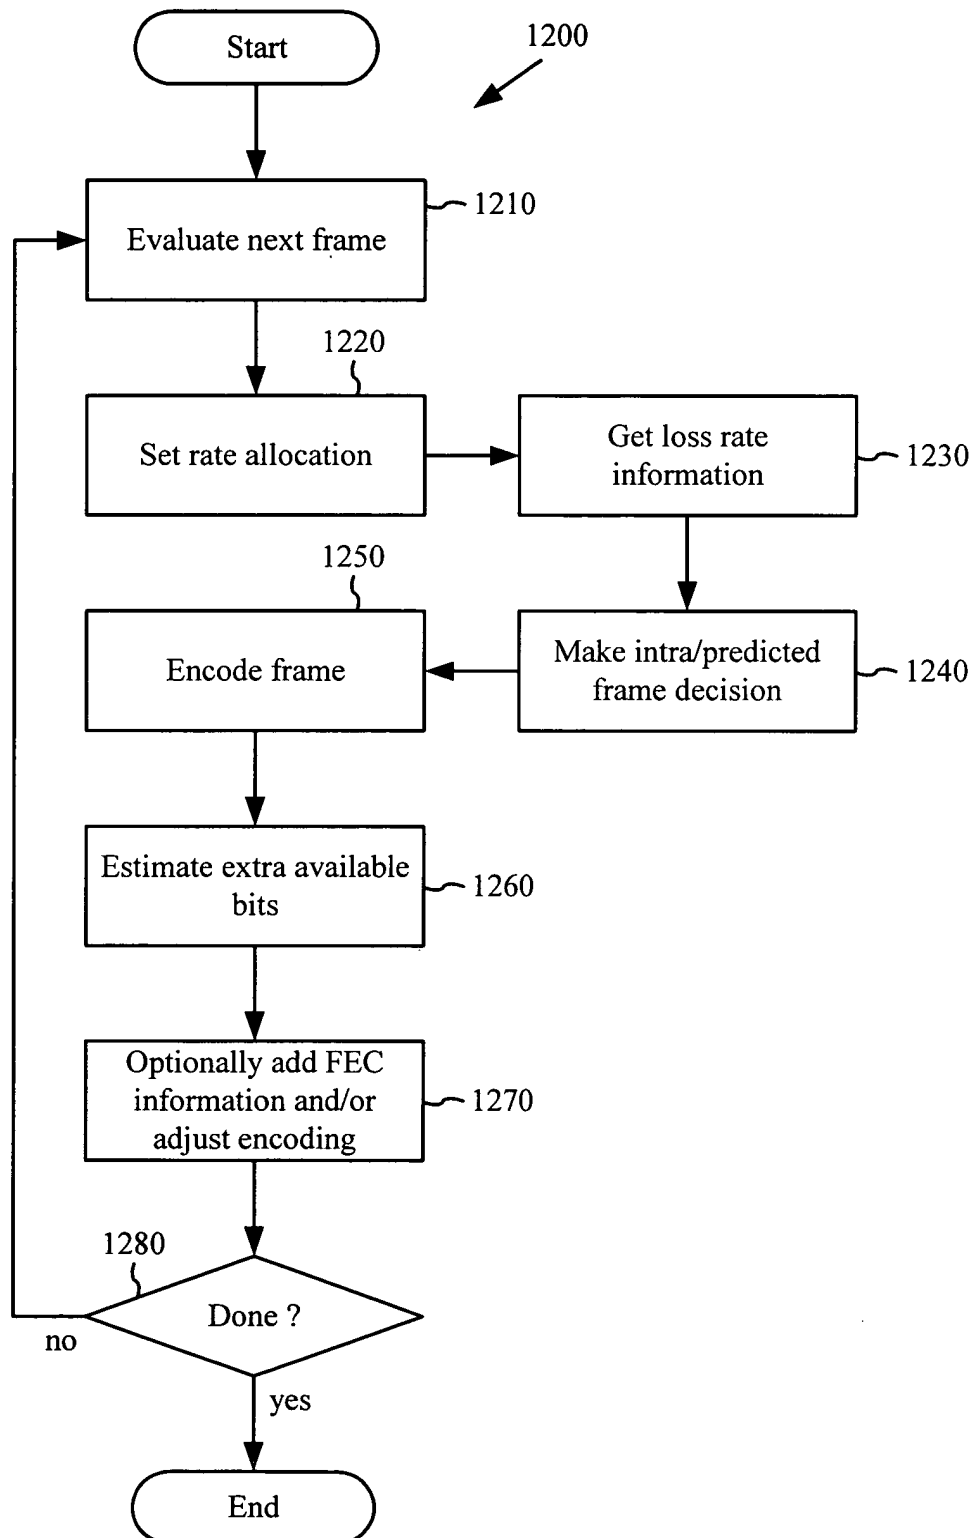 Start
1200
1210
Evaluate next frame
1220
Set rate allocation
Get loss rate
information
1230
1250
Encode frame
Make intra/predicted
frame decision
1240
Estimate extra available
bits
1260
Optionally add FEC
information and/or
adjust encoding
1270
1280
Done ?
no
yes
End